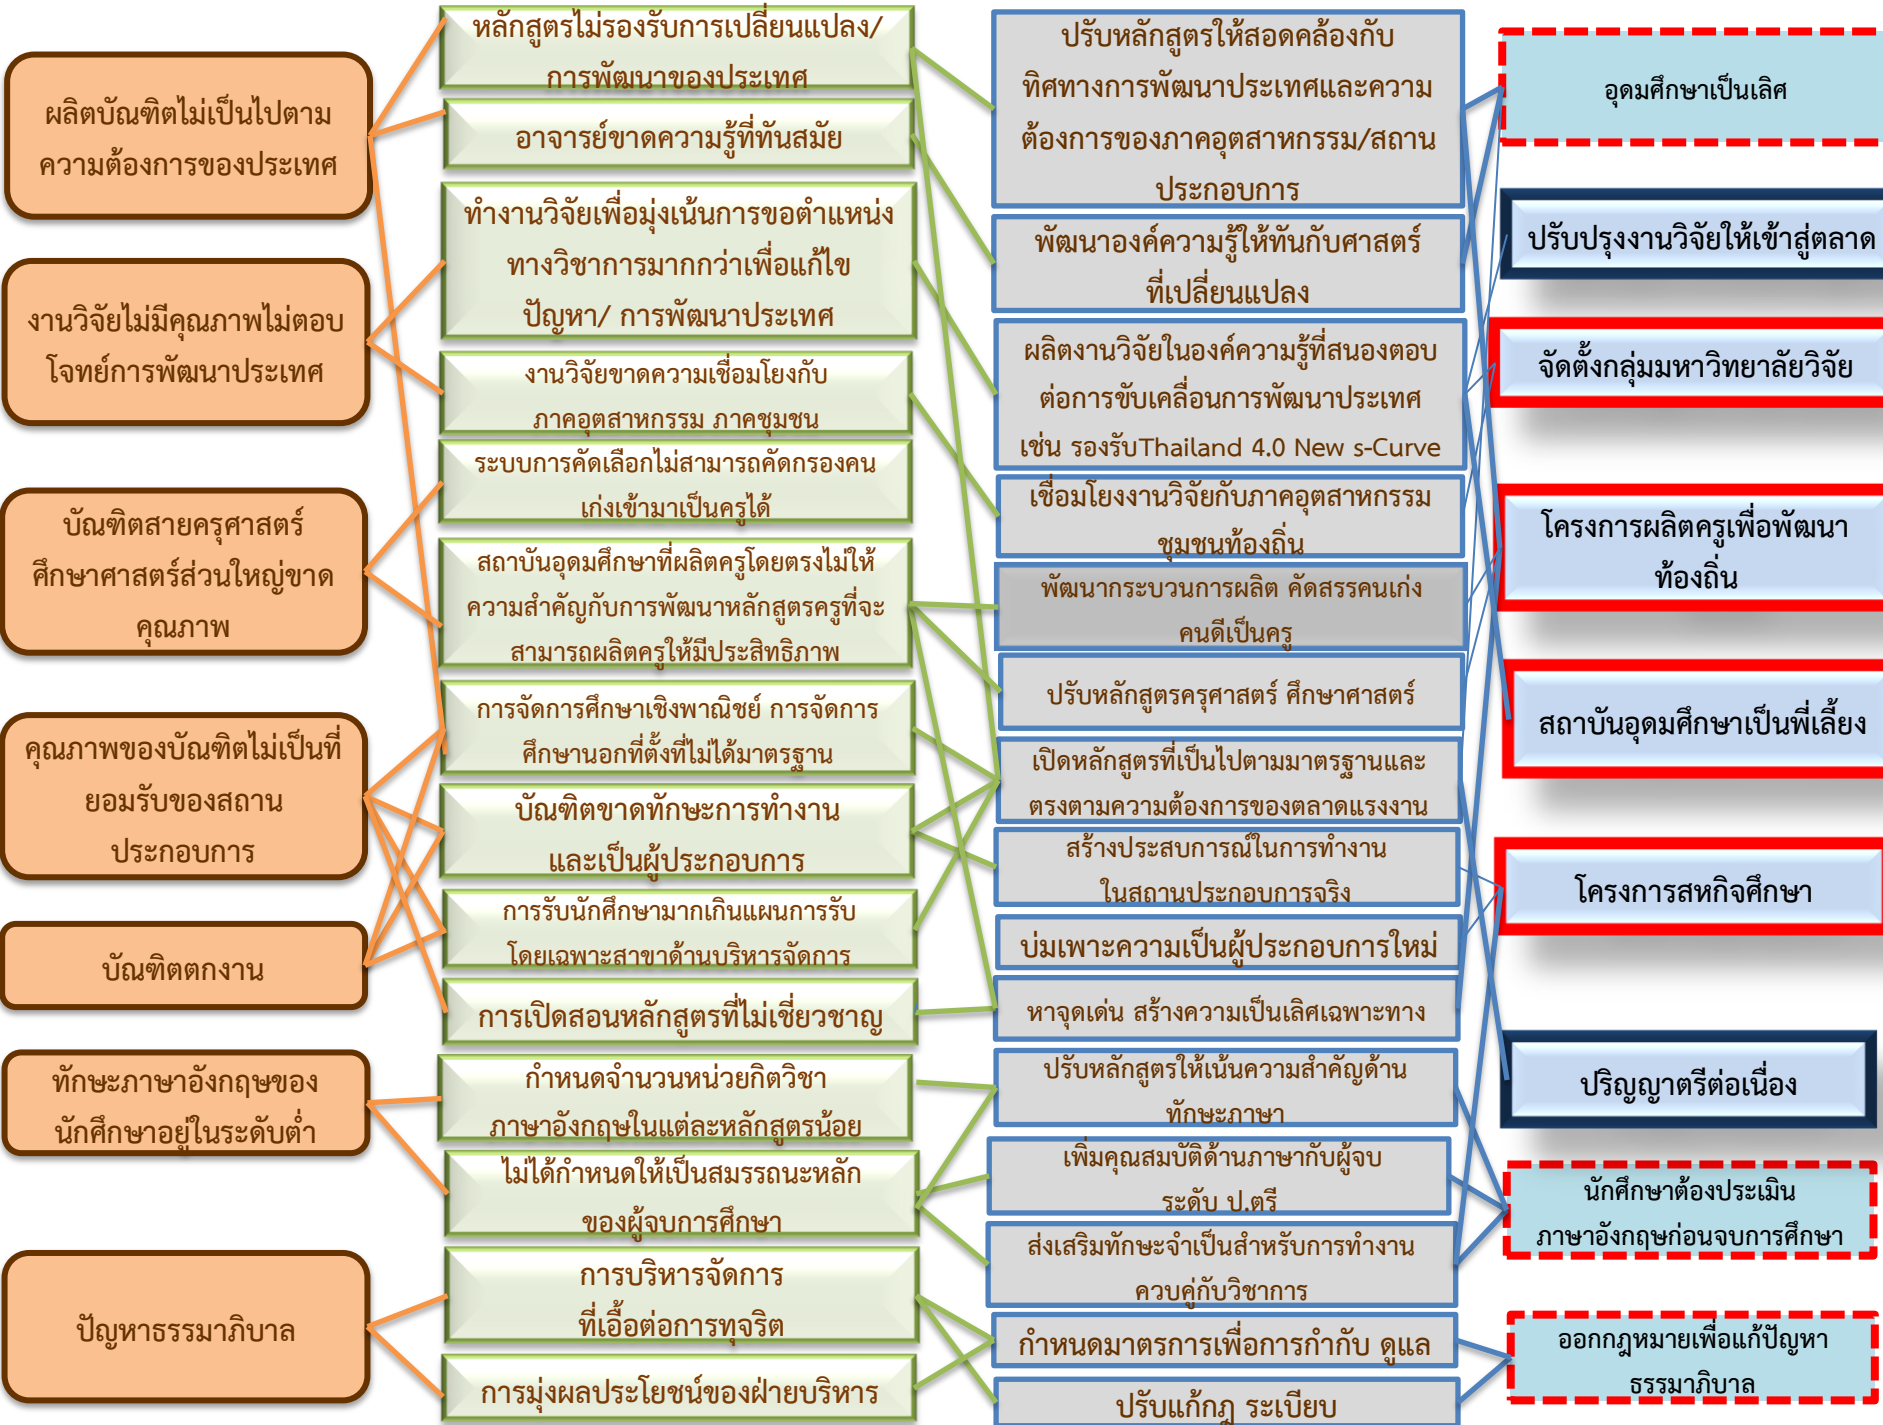 ผลิตบัณฑิตไม่เป็นไปตาม
ความต้องการของประเทศ
งานวิจัยไม่มีคุณภาพไม่ตอบ
โจทย์การพัฒนาประเทศ
บัณฑิตสายครุศาสตร์
ศึกษาศาสตร์ส่วนใหญ่ขาด
คุณภาพ
คุณภาพของบัณฑิตไม่เป็นที่
ยอมรับของสถาน
ประกอบการ
บัณฑิตตกงาน
ทักษะภาษาอังกฤษของ
นักศึกษาอยู่ในระดับต่ำ
ปัญหาธรรมาภิบาล
หลักสูตรไม่รองรับการเปลี่ยนแปลง/
การพัฒนาของประเทศ
อาจารย์ขาดความรู้ที่ทันสมัย
ทำงานวิจัยเพื่อมุ่งเน้นการขอตำแหน่ง
ทางวิชาการมากกว่าเพื่อแก้ไข
ปัญหา/ การพัฒนาประเทศ
งานวิจัยขาดความเชื่อมโยงกับ
ภาคอุตสาหกรรม ภาคชุมชน
ระบบการคัดเลือกไม่สามารถคัดกรองคน
เก่งเข้ามาเป็นครูได้
สถาบันอุดมศึกษาที่ผลิตครูโดยตรงไม่ให้
ความสำคัญกับการพัฒนาหลักสูตรครูที่จะ
สามารถผลิตครูให้มีประสิทธิภาพ
การจัดการศึกษาเชิงพาณิชย์ การจัดการ
ศึกษานอกที่ตั้งที่ไม่ได้มาตรฐาน
บัณฑิตขาดทักษะการทำงาน
และเป็นผู้ประกอบการ
การรับนักศึกษามากเกินแผนการรับ
โดยเฉพาะสาขาด้านบริหารจัดการ
การเปิดสอนหลักสูตรที่ไม่เชี่ยวชาญ
กำหนดจำนวนหน่วยกิตวิชา
ภาษาอังกฤษในแต่ละหลักสูตรน้อย
ไม่ได้กำหนดให้เป็นสมรรถนะหลัก
ของผู้จบการศึกษา
การบริหารจัดการ
ที่เอื้อต่อการทุจริต
การมุ่งผลประโยชน์ของฝ่ายบริหาร
ปรับหลักสูตรให้สอดคล้องกับ
ทิศทางการพัฒนาประเทศและความ
ต้องการของภาคอุตสาหกรรม/สถาน
ประกอบการ
พัฒนาองค์ความรู้ให้ทันกับศาสตร์
ที่เปลี่ยนแปลง
ผลิตงานวิจัยในองค์ความรู้ที่สนองตอบ
ต่อการขับเคลื่อนการพัฒนาประเทศ
เช่น รองรับThailand 4.0 New s-Curve
เชื่อมโยงงานวิจัยกับภาคอุตสาหกรรม
ชุมชนท้องถิ่น
พัฒนากระบวนการผลิต คัดสรรคนเก่ง
คนดีเป็นครู
ปรับหลักสูตรครุศาสตร์ ศึกษาศาสตร์
เปิดหลักสูตรที่เป็นไปตามมาตรฐานและ
ตรงตามความต้องการของตลาดแรงงาน
สร้างประสบการณ์ในการทำงาน
ในสถานประกอบการจริง
บ่มเพาะความเป็นผู้ประกอบการใหม่
หาจุดเด่น สร้างความเป็นเลิศเฉพาะทาง
ปรับหลักสูตรให้เน้นความสำคัญด้าน
ทักษะภาษา
เพิ่มคุณสมบัติด้านภาษากับผู้จบ
ระดับ ป.ตรี
ส่งเสริมทักษะจำเป็นสำหรับการทำงาน
ควบคู่กับวิชาการ
กำหนดมาตรการเพื่อการกำกับ ดูแล
ปรับแก้กฎ ระเบียบ
อุดมศึกษาเป็นเลิศ
ปรับปรุงงานวิจัยให้เข้าสู่ตลาด
จัดตั้งกลุ่มมหาวิทยาลัยวิจัย
โครงการผลิตครูเพื่อพัฒนา
ท้องถิ่น
สถาบันอุดมศึกษาเป็นพี่เลี้ยง
โครงการสหกิจศึกษา
ปริญญาตรีต่อเนื่อง
นักศึกษาต้องประเมิน
ภาษาอังกฤษก่อนจบการศึกษา
ออกกฎหมายเพื่อแก้ปัญหา
ธรรมาภิบาล